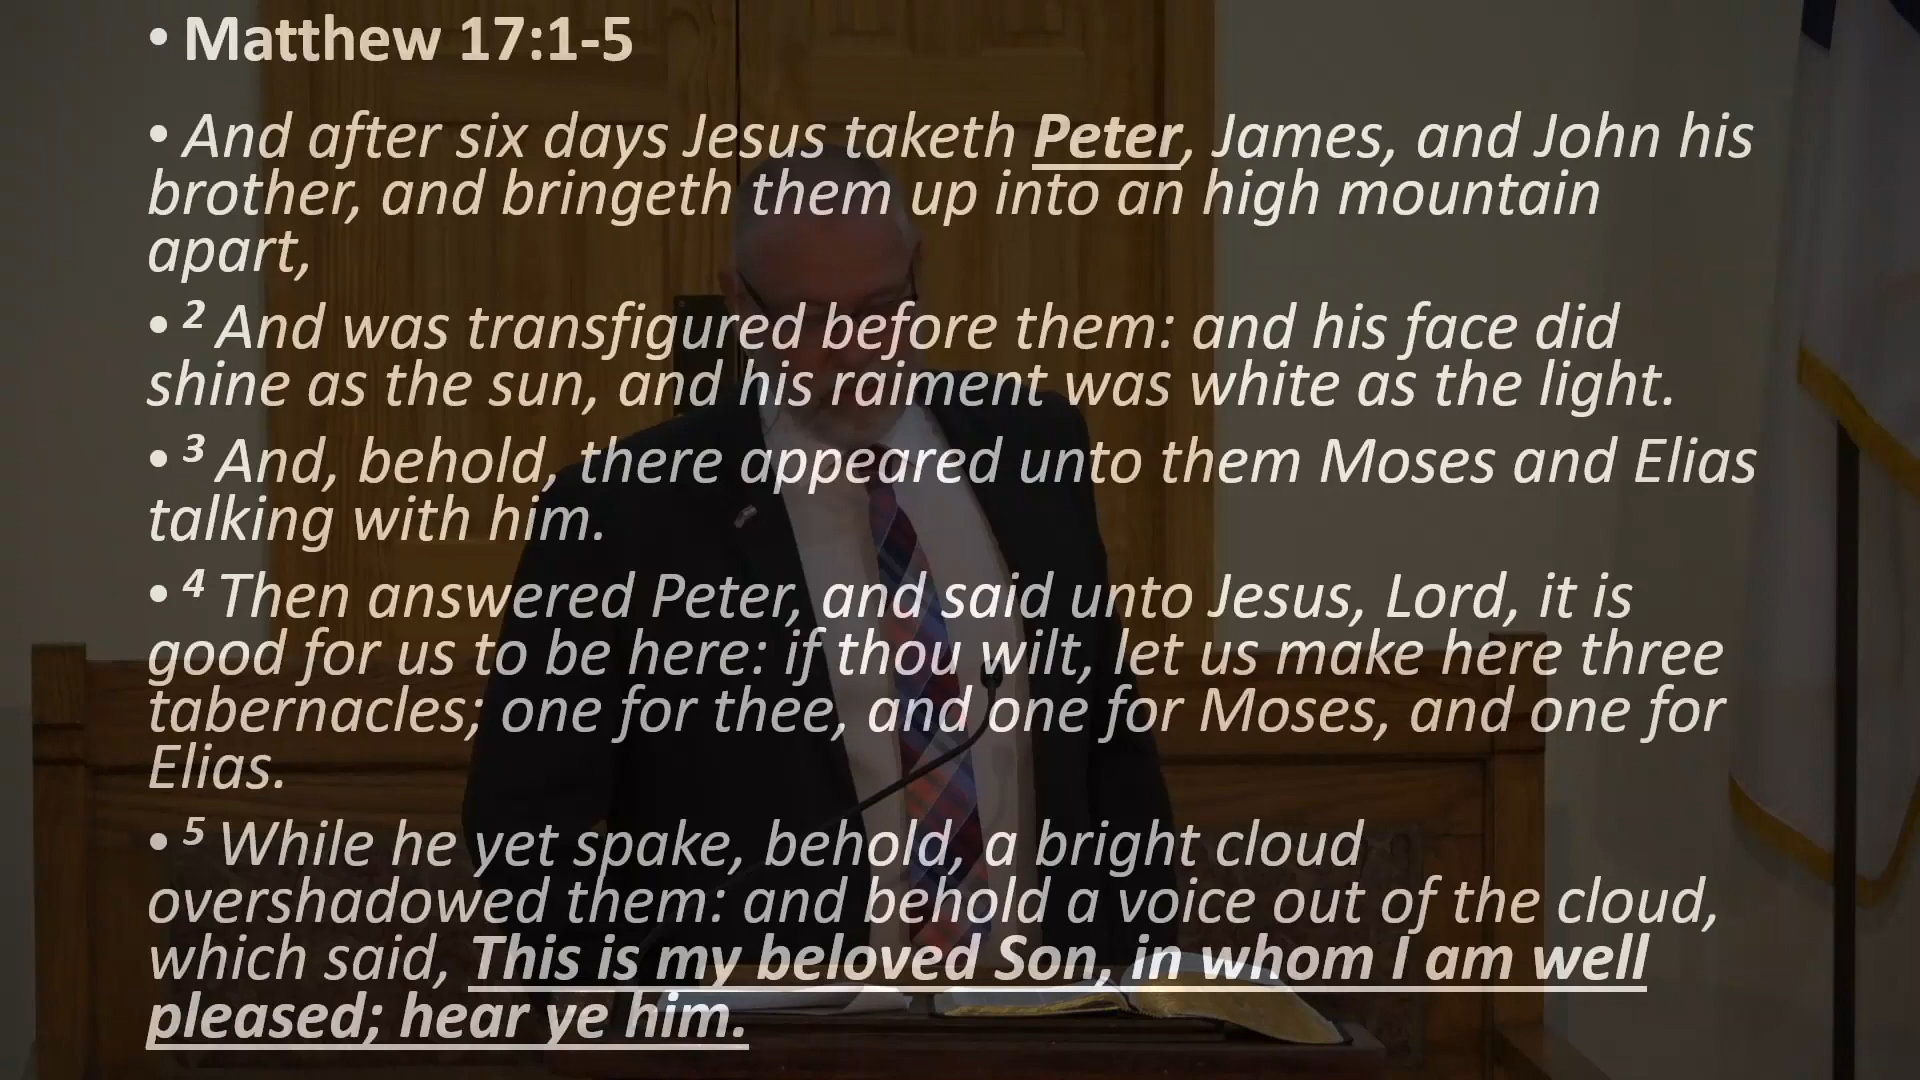 • Matthew 17:1-5
• And after six days Jesus taketh Peter, James, and John his
brother, and bringeth them up into an high mountain
apart,
• 2 And was transfigured before them: and his face did
shine as the sun, and his raiment was white as the light.
• 3 And, behold, there appeared unto them Moses and Elias
talking with him.
• 4 Then answered Peter, and said unto Jesus, Lord, it is
good for us to be here: if thou wilt, let us make here three
tabernacles; one for thee, and one for Moses, and one for
Elias.
• 5 While he yet spake, behold, a bright cloud
overshadowed them: and behold a voice out of the cloud,
which said, This is my beloved Son, in whom I am well
pleased; hear ye him.